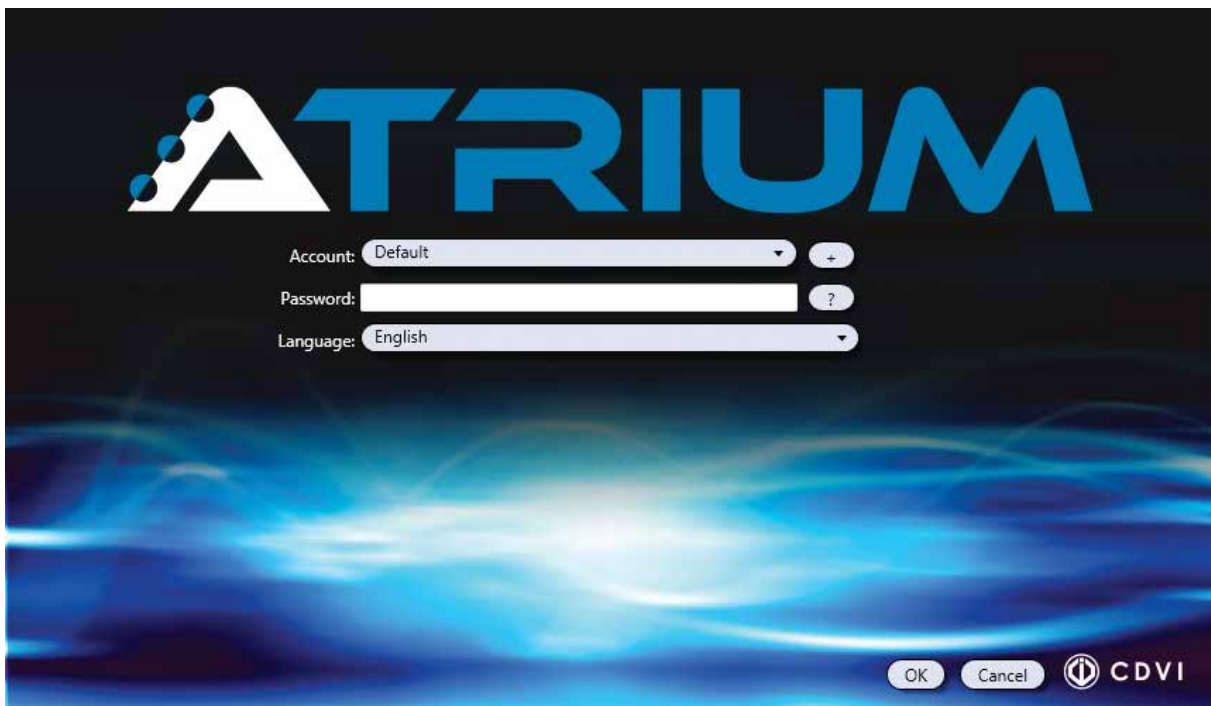 ATRIUM
Account: Default +
Password: ?
Language: English
OK Cancel CDVI